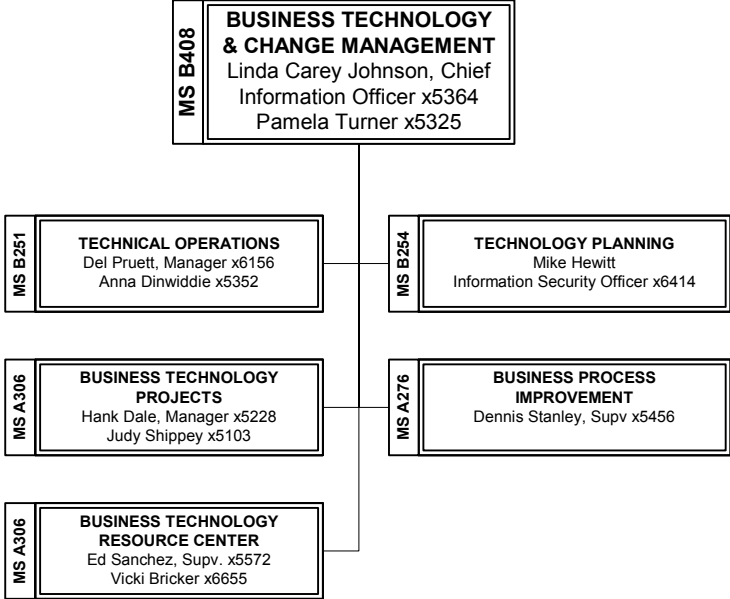 MS B408
BUSINESS TECHNOLOGY
& CHANGE MANAGEMENT
Linda Carey Johnson, Chief
Information Officer x5364
Pamela Turner x5325
MS B251
TECHNICAL OPERATIONS
Del Pruett, Manager x6156
Anna Dinwiddie x5352
MS B254
TECHNOLOGY PLANNING
Mike Hewitt
Information Security Officer x6414
MS A306
BUSINESS TECHNOLOGY
PROJECTS
Hank Dale, Manager x5228
Judy Shippey x5103
MS A276
BUSINESS PROCESS
IMPROVEMENT
Dennis Stanley, Supv x5456
MS A306
BUSINESS TECHNOLOGY
RESOURCE CENTER
Ed Sanchez, Supv. x5572
Vicki Bricker x6655